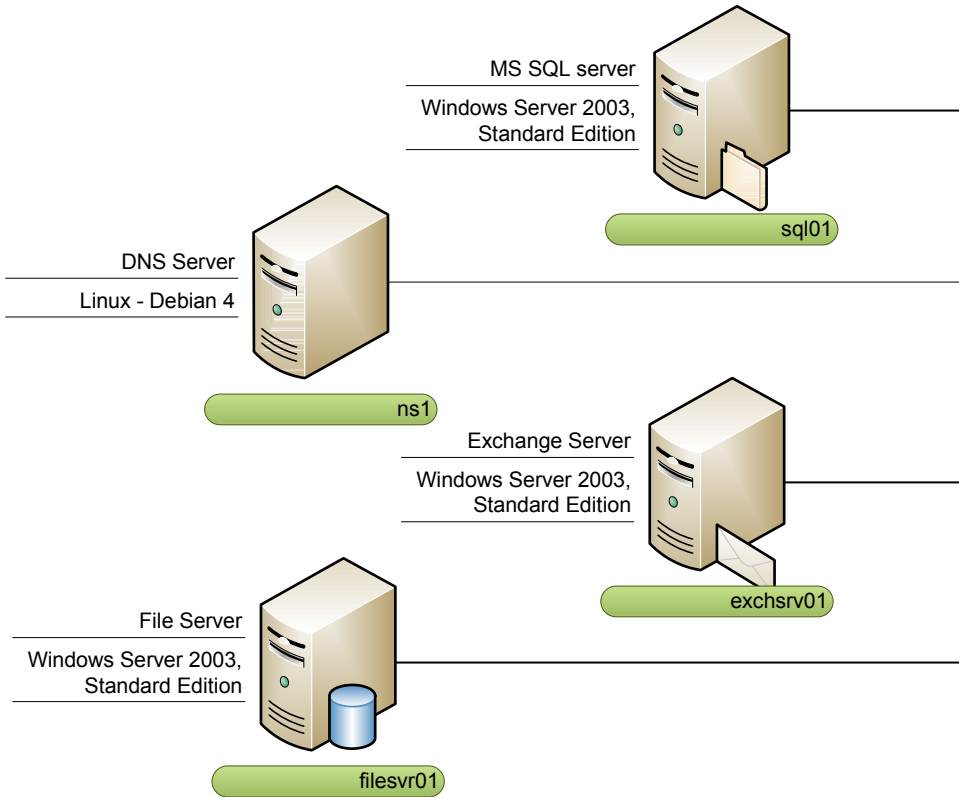 MS SQL server
Windows Server 2003,
Standard Edition
sql01
DNS Server
Linux - Debian 4
ns1
Exchange Server
Windows Server 2003,
Standard Edition
exchsrv01
File Server
Windows Server 2003,
Standard Edition
filesvr01